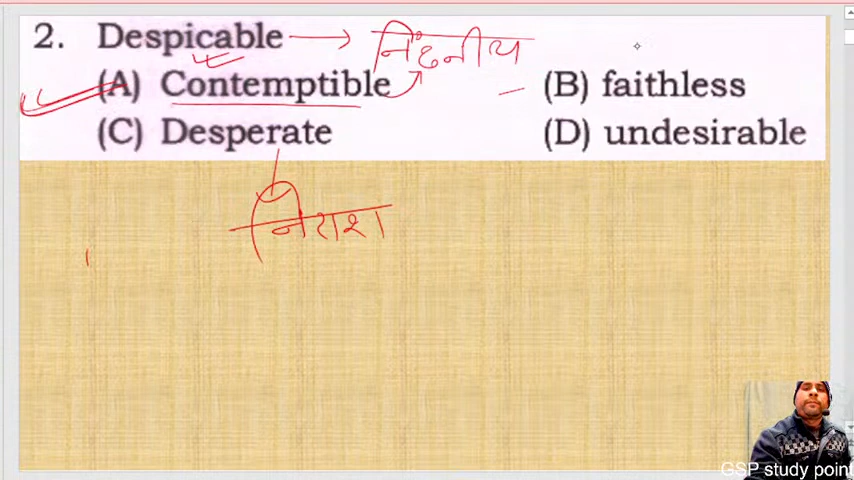 2. Despicable → निंदनीय
(A) Contemptible (B) faithless
(C) Desperate (D) undesirable
निराशा
GSP study point